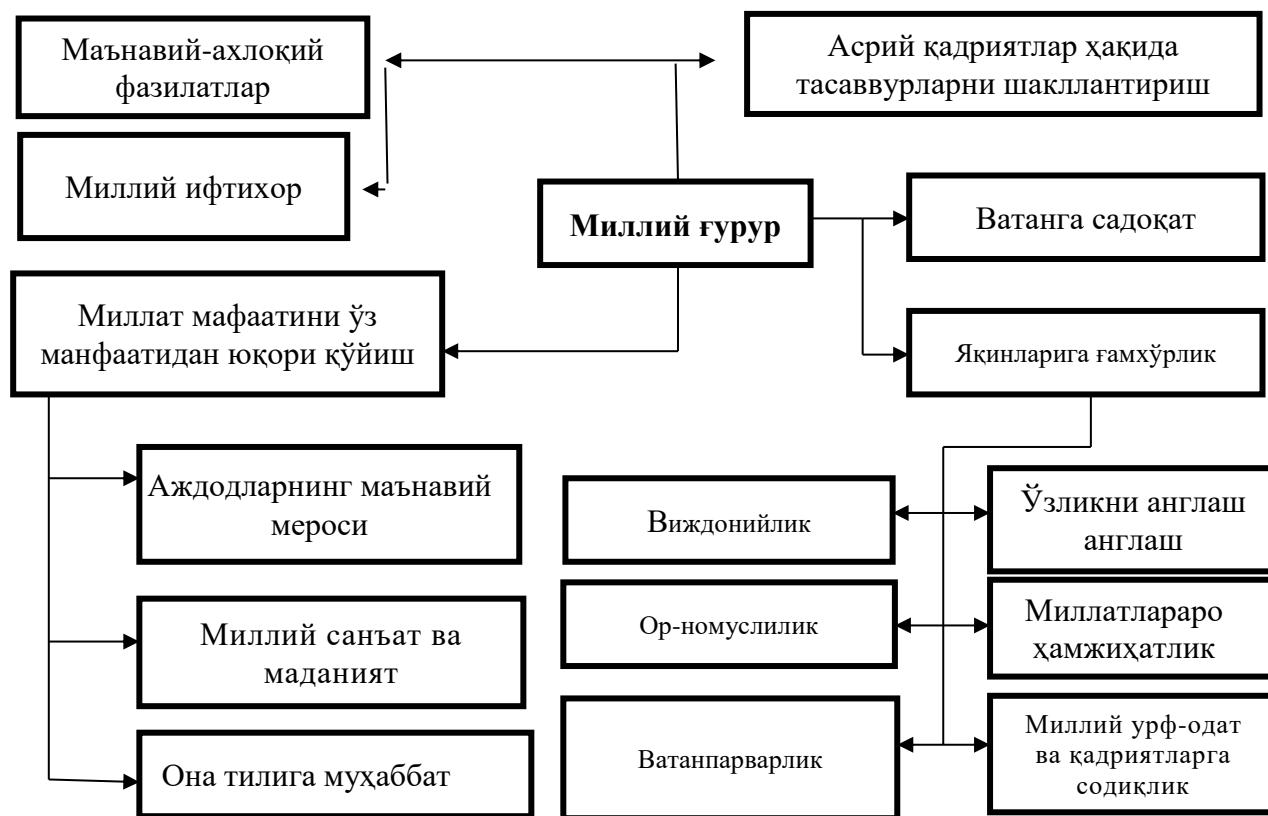 Маънавий-ахлоқий
фазилатлар
Асрий қадриятлар ҳақида
тасаввурларни шакллантириш
Миллий ифтихор
Миллий ғурур
Ватанга садоқат
Миллат мафаатини ўз
манфаатидан юқори қўйиш
Яқинларига ғамхўрлик
Аждодларнинг маънавий
мероси
Виждонийлик
Ўзликни англаш
англаш
Миллий санъат ва
маданият
Ор-номуслилик
Миллатлараро
ҳамжиҳатлик
Она тилига муҳаббат
Ватанпарварлик
Миллий урф-одат
ва қадриятларга
содиқлик